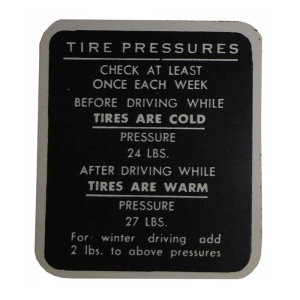 TIRE PRESSURES
CHECK AT LEAST
ONCE EACH WEEK
BEFORE DRIVING WHILE
TIRES ARE COLD
PRESSURE
24 LBS.
AFTER DRIVING WHILE
TIRES ARE WARM
PRESSURE
27 LBS.
For winter driving add
2 lbs. to above pressures